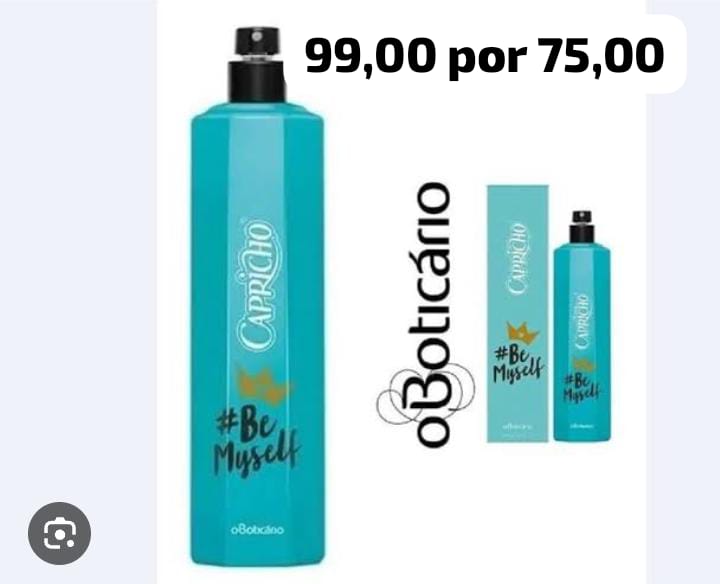 99,00 por 75,00
CAPRICHO
#Be
Myself
oBoticário
oBoticário
CAPRICHO
#Be
Myself
oBoticário
CAPRICHO
#Be
Myself
oBoticário